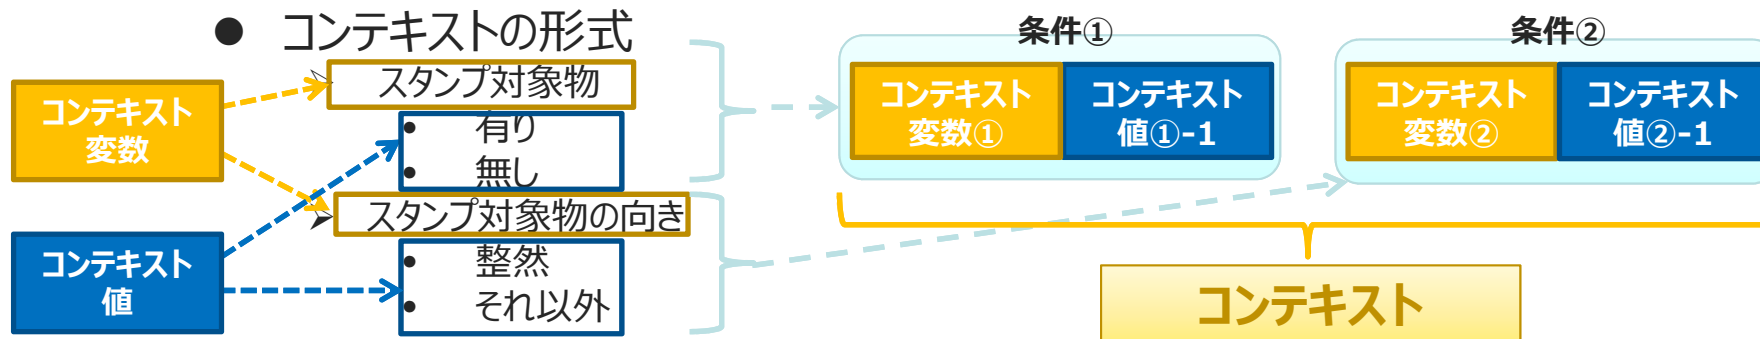 ● コンテキストの形式
コンテキスト
変数
コンテキスト
値
➢ スタンプ対象物
● 有り
● 無し
➢ スタンプ対象物の向き
● 整然
● それ以外
条件①
コンテキスト
変数①
コンテキスト
値①-1
条件②
コンテキスト
変数②
コンテキスト
値②-1
コンテキスト